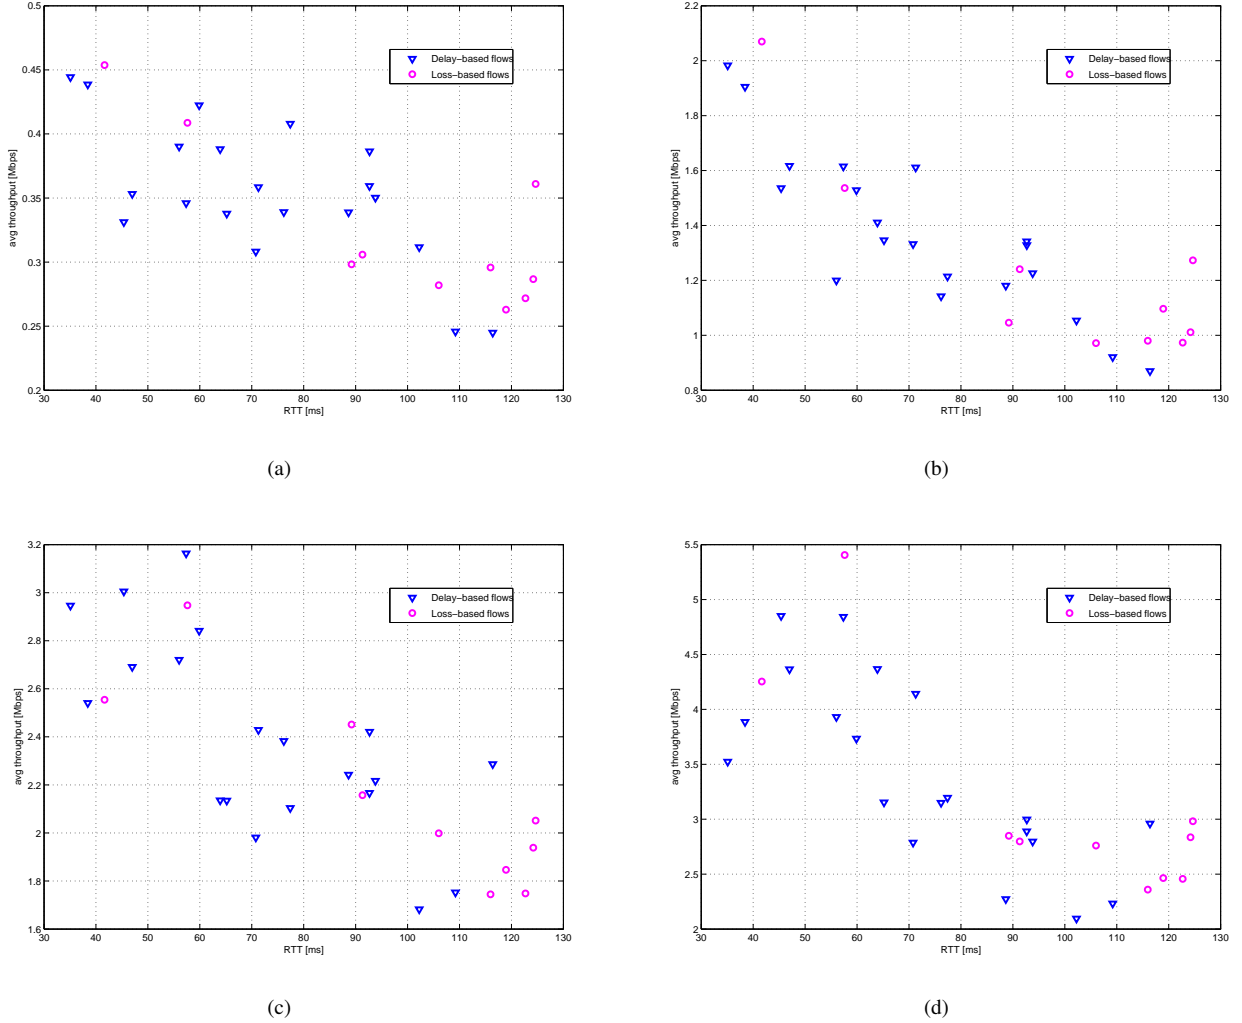 0.5
0.45
0.4
0.35
0.3
0.25
0.2
avg throughput [Mbps]
30 40 50 60 70 80 90 100 110 120 130
RTT [ms]
Delay−based flows
Loss−based flows
(a)
2.2
2
1.8
1.6
1.4
1.2
1
0.8
avg throughput [Mbps]
30 40 50 60 70 80 90 100 110 120 130
RTT [ms]
Delay−based flows
Loss−based flows
(b)
3.2
3
2.8
2.6
2.4
2.2
2
1.8
1.6
avg throughput [Mbps]
30 40 50 60 70 80 90 100 110 120 130
RTT [ms]
Delay−based flows
Loss−based flows
(c)
5.5
5
4.5
4
3.5
3
2.5
2
avg throughput [Mbps]
30 40 50 60 70 80 90 100 110 120 130
RTT [ms]
Delay−based flows
Loss−based flows
(d)